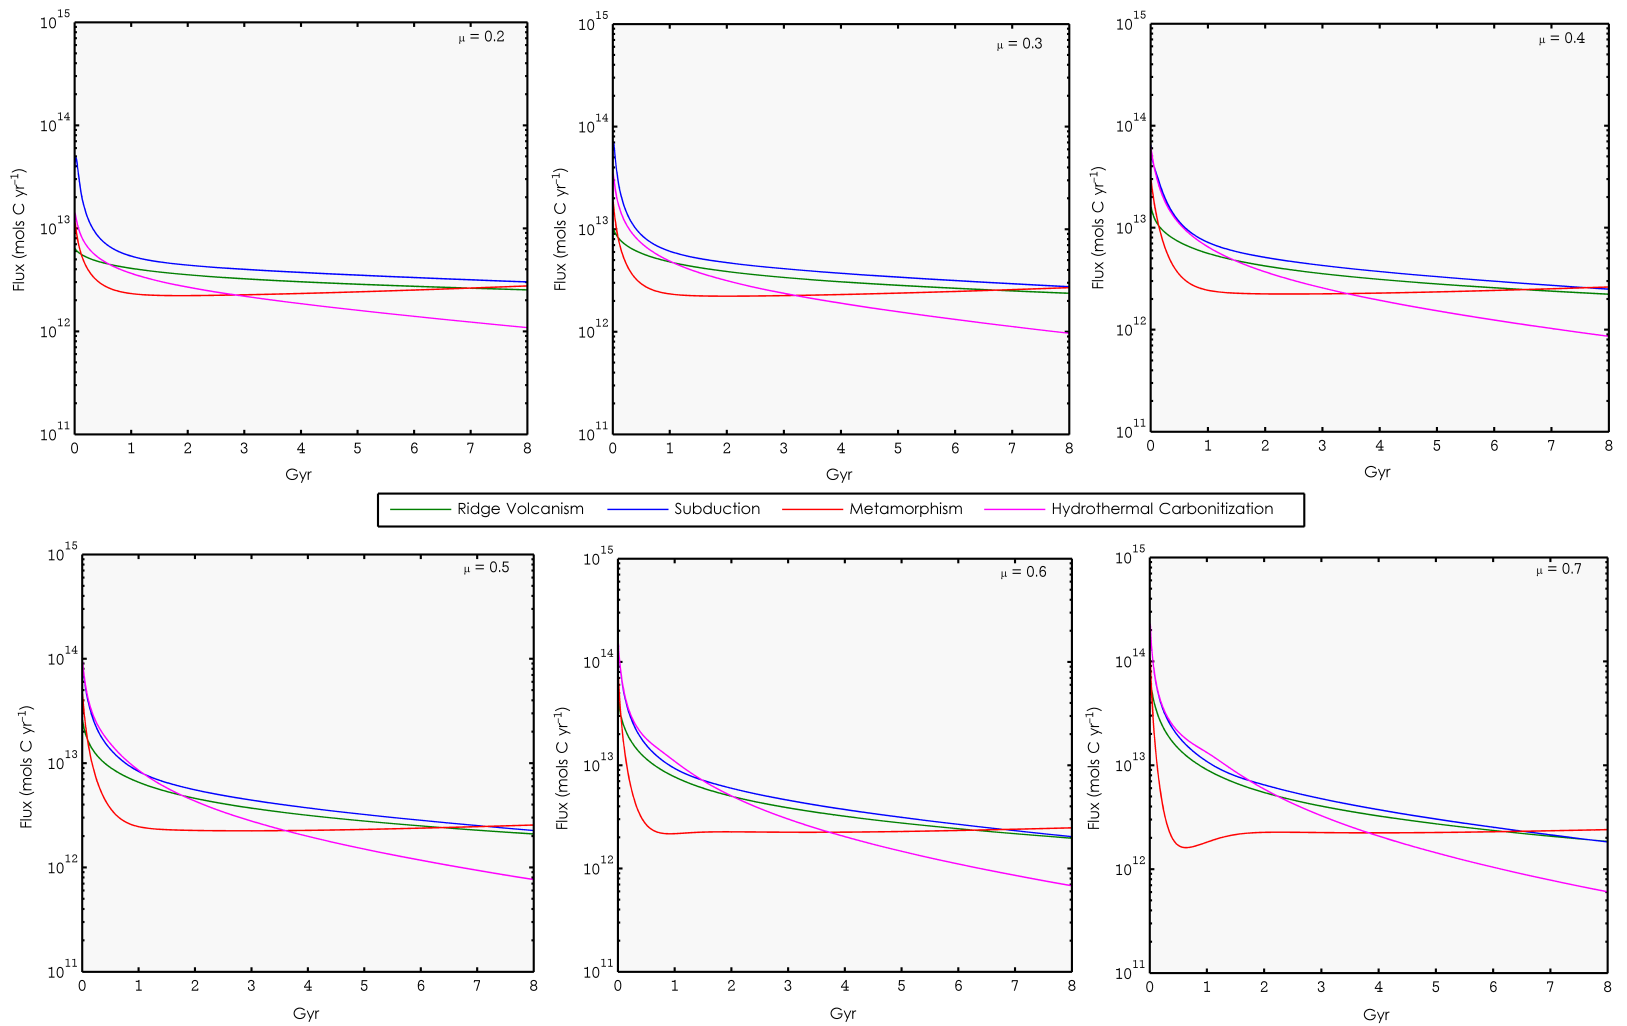 μ = 0.2
10^15
10^14
10^13
10^12
10^11
Flux (mols C yr^-1)
0 1 2 3 4 5 6 7 8
Gyr
μ = 0.3
10^15
10^14
10^13
10^12
10^11
Flux (mols C yr^-1)
0 1 2 3 4 5 6 7 8
Gyr
μ = 0.4
10^15
10^14
10^13
10^12
10^11
Flux (mols C yr^-1)
0 1 2 3 4 5 6 7 8
Gyr
Ridge Volcanism Subduction Metamorphism Hydrothermal Carbonitization
μ = 0.5
10^15
10^14
10^13
10^12
10^11
Flux (mols C yr^-1)
0 1 2 3 4 5 6 7 8
Gyr
μ = 0.6
10^15
10^14
10^13
10^12
10^11
Flux (mols C yr^-1)
0 1 2 3 4 5 6 7 8
Gyr
μ = 0.7
10^15
10^14
10^13
10^12
10^11
Flux (mols C yr^-1)
0 1 2 3 4 5 6 7 8
Gyr